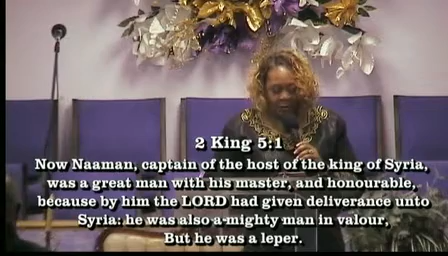 2 King 5:1
Now Naaman, captain of the host of the king of Syria,
was a great man with his master, and honourable,
because by him the LORD had given deliverance unto
Syria: he was also a mighty man in valour,
But he was a leper.